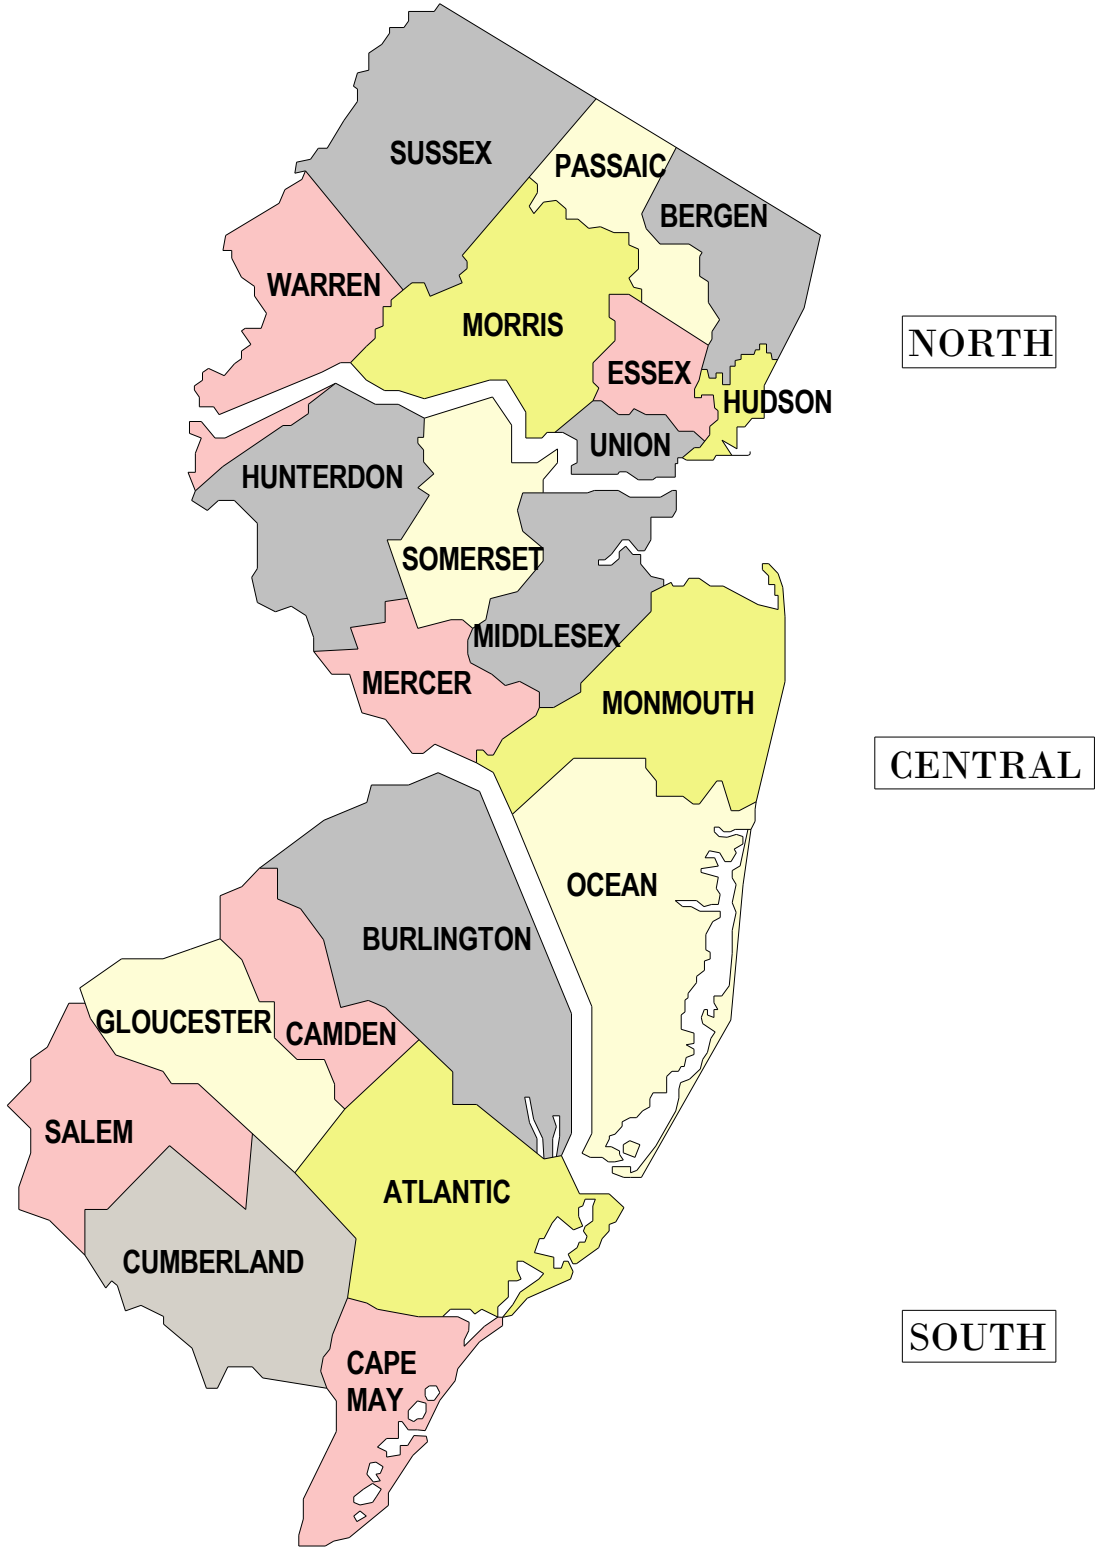 SUSSEX
PASSAIC
BERGEN
WARREN
MORRIS
NORTH
ESSEX
HUDSON
UNION
HUNTERDON
SOMERSET
MIDDLESEX
MERCER
MONMOUTH
CENTRAL
OCEAN
BURLINGTON
GLOUCESTER
CAMDEN
SALEM
ATLANTIC
CUMBERLAND
SOUTH
CAPE
MAY